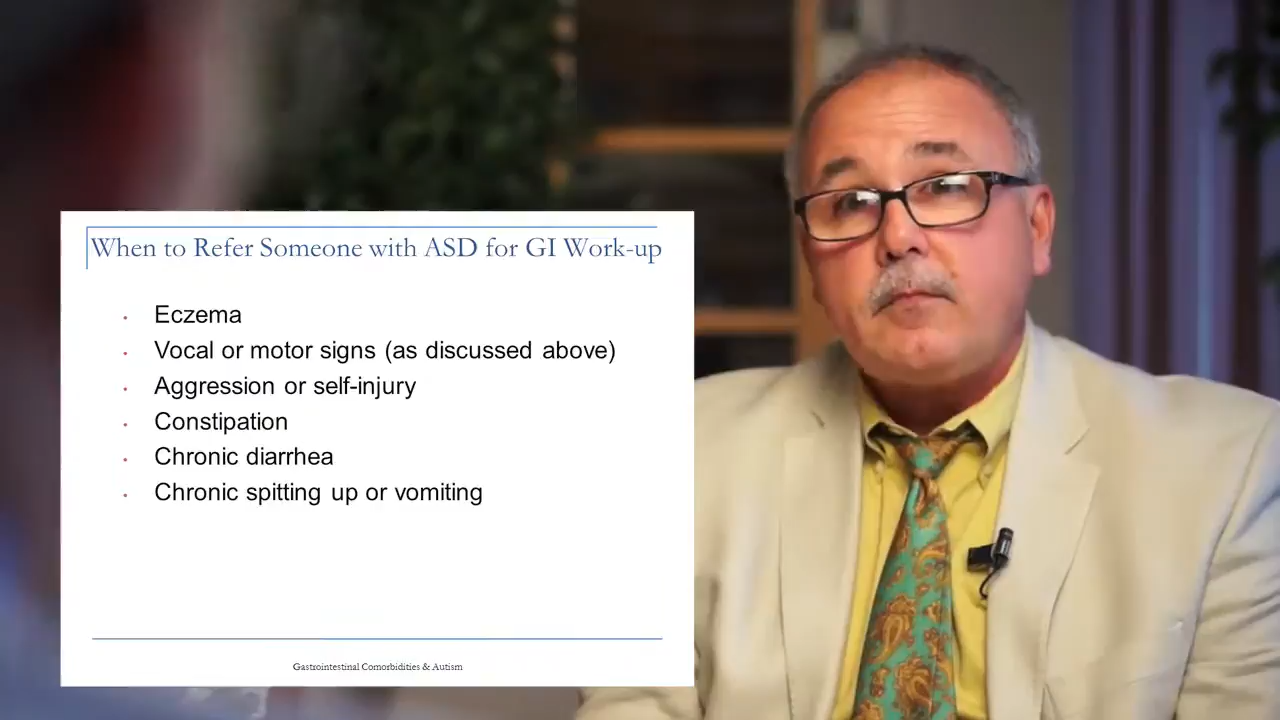 When to Refer Someone with ASD for GI Work-up
• Eczema
• Vocal or motor signs (as discussed above)
• Aggression or self-injury
• Constipation
• Chronic diarrhea
• Chronic spitting up or vomiting
Gastrointestinal Comorbidities & Autism